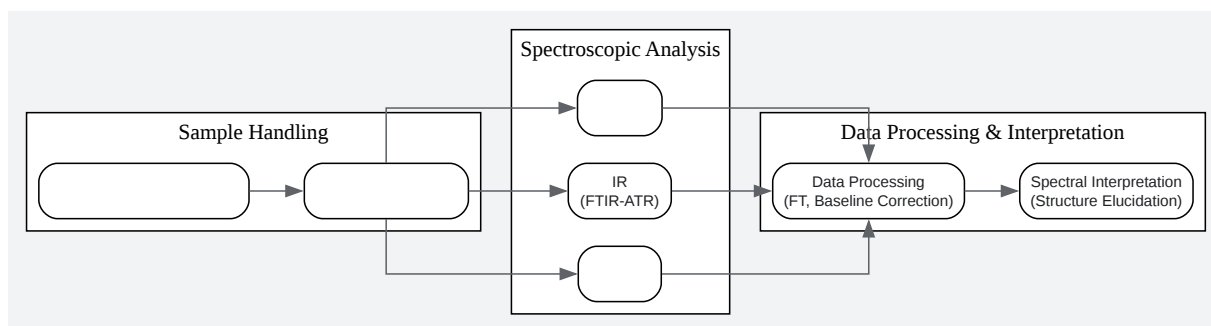 Spectroscopic Analysis
Sample Handling
Data Processing & Interpretation
IR
(FTIR-ATR)
Data Processing
(FT, Baseline Correction)
Spectral Interpretation
(Structure Elucidation)